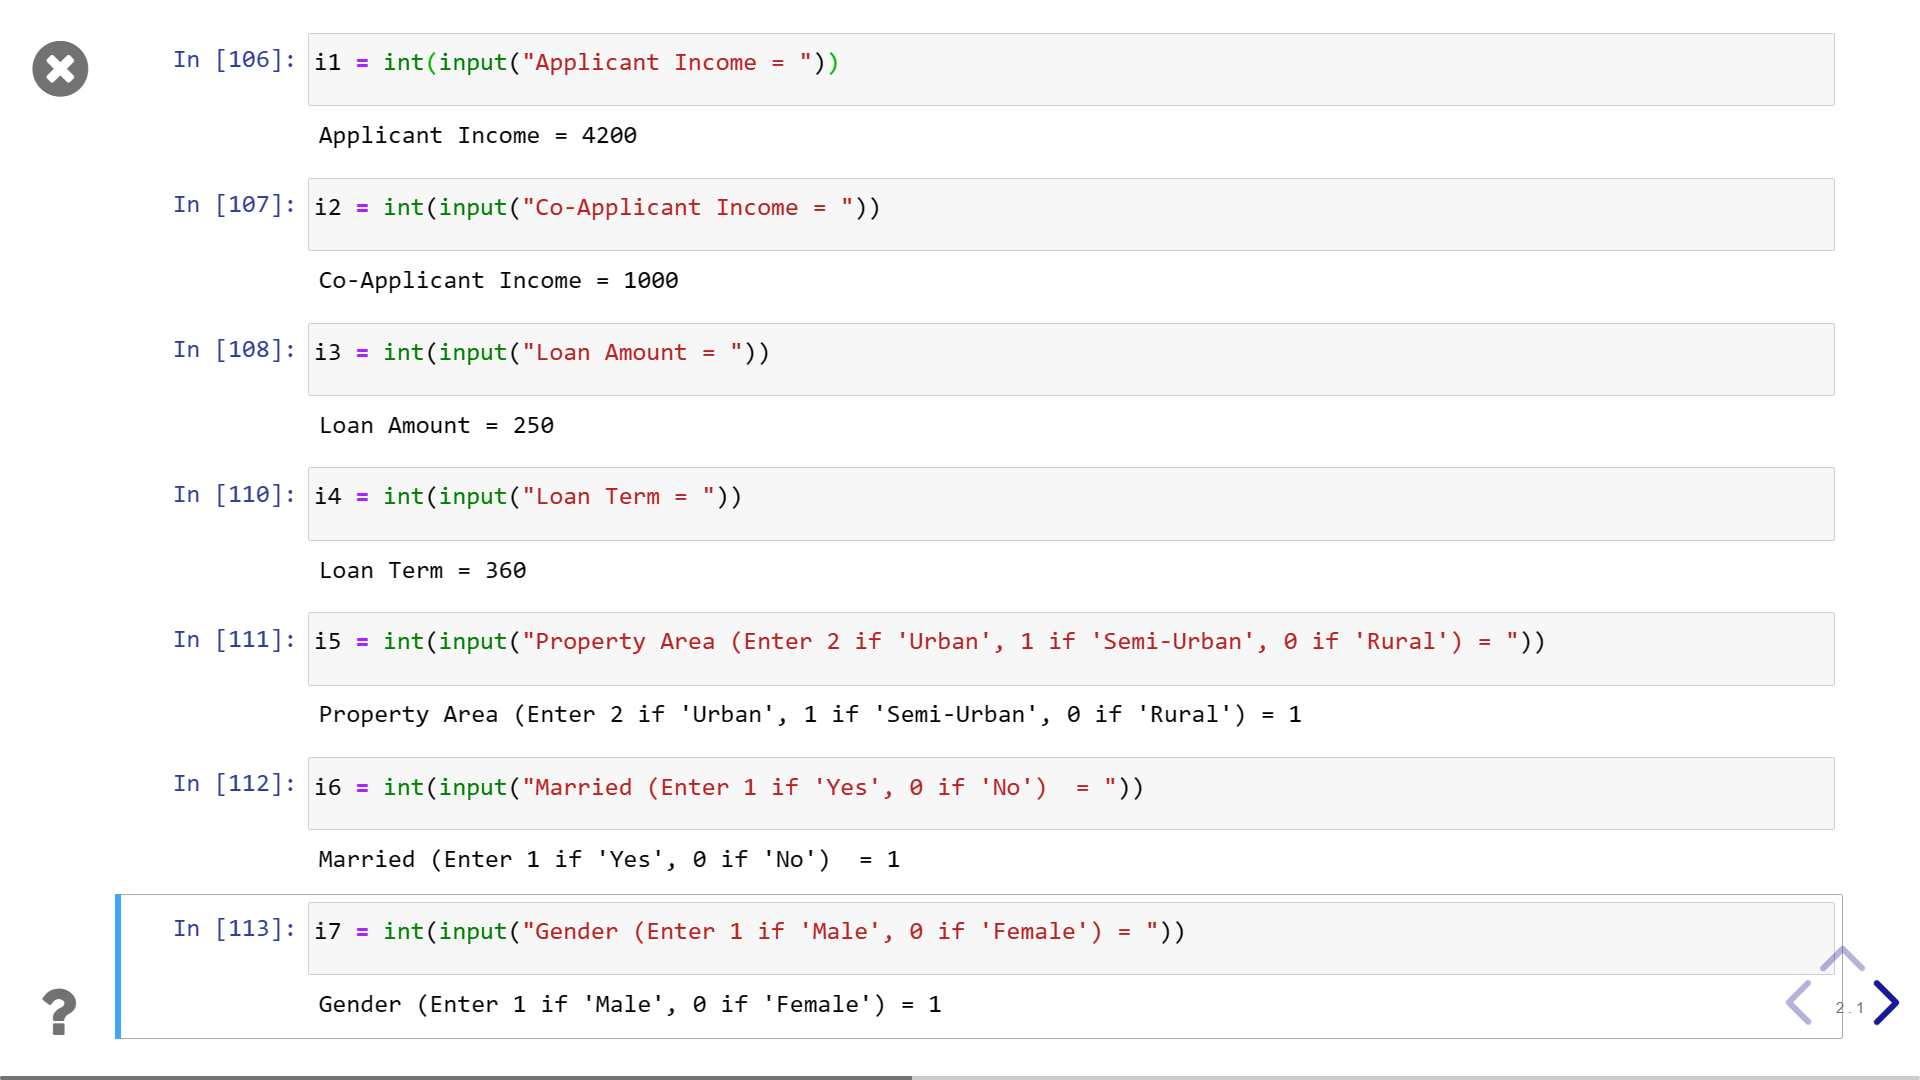 In [106]: i1 = int(input("Applicant Income = "))
Applicant Income = 4200
In [107]: i2 = int(input("Co-Applicant Income = "))
Co-Applicant Income = 1000
In [108]: i3 = int(input("Loan Amount = "))
Loan Amount = 250
In [110]: i4 = int(input("Loan Term = "))
Loan Term = 360
In [111]: i5 = int(input("Property Area (Enter 2 if 'Urban', 1 if 'Semi-Urban', 0 if 'Rural') = "))
Property Area (Enter 2 if 'Urban', 1 if 'Semi-Urban', 0 if 'Rural') = 1
In [112]: i6 = int(input("Married (Enter 1 if 'Yes', 0 if 'No')  = "))
Married (Enter 1 if 'Yes', 0 if 'No')  = 1
In [113]: i7 = int(input("Gender (Enter 1 if 'Male', 0 if 'Female') = "))
Gender (Enter 1 if 'Male', 0 if 'Female') = 1
?
2.1